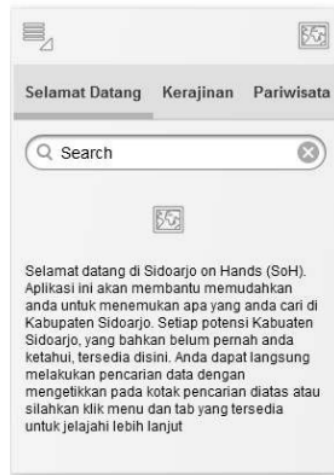 Selamat Datang Kerajinan Pariwisata
Search
Selamat datang di Sidoarjo on Hands (SoH).
Aplikasi ini akan membantu memudahkan
anda untuk menemukan apa yang anda cari di
Kabupaten Sidoarjo. Setiap potensi Kabuaten
Sidoarjo, yang bahkan belum pernah anda
ketahui, tersedia disini. Anda dapat langsung
melakukan pencarian data dengan
mengetikkan pada kotak pencarian diatas atau
silahkan klik menu dan tab yang tersedia
untuk jelajahi lebih lanjut